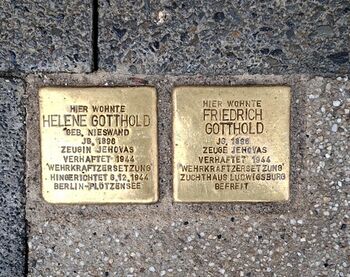 HIER WOHNTE
HELENE GOTTHOLD
GEB. NIESWAND
JG. 1896
ZEUGIN JEHOVAS
VERHAFTET 1944
"WEHRKRAFTZERSETZUNG"
HINGERICHTET 8.12.1944
BERLIN-PLÖTZENSEE
HIER WOHNTE
FRIEDRICH
GOTTHOLD
JG. 1896
ZEUGE JEHOVAS
VERHAFTET 1944
"WEHRKRAFTZERSETZUNG"
ZUCHTHAUS LUDWIGSBURG
BEFREIT